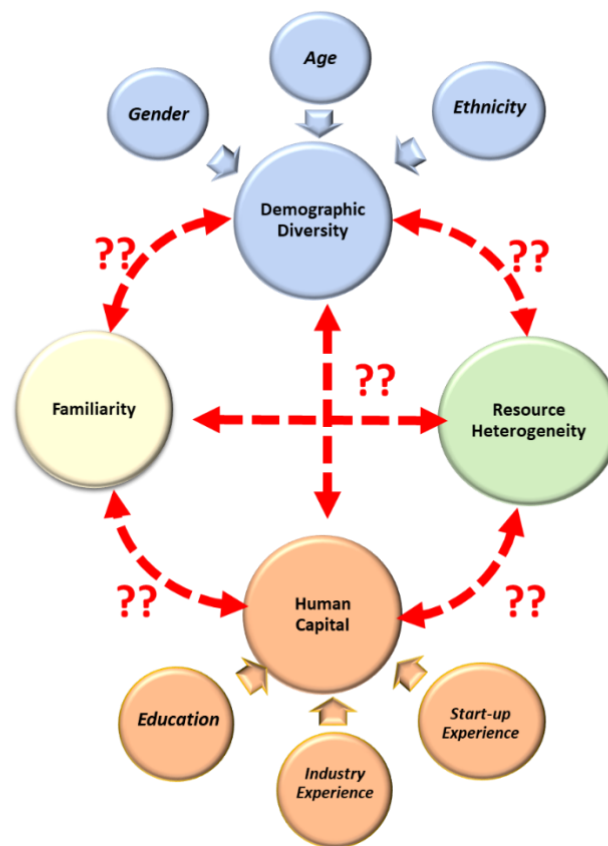 Age
Gender
Ethnicity
Demographic
Diversity
??
??
??
Familiarity
Resource
Heterogeneity
??
??
Human
Capital
Education
Start-up
Experience
Industry
Experience